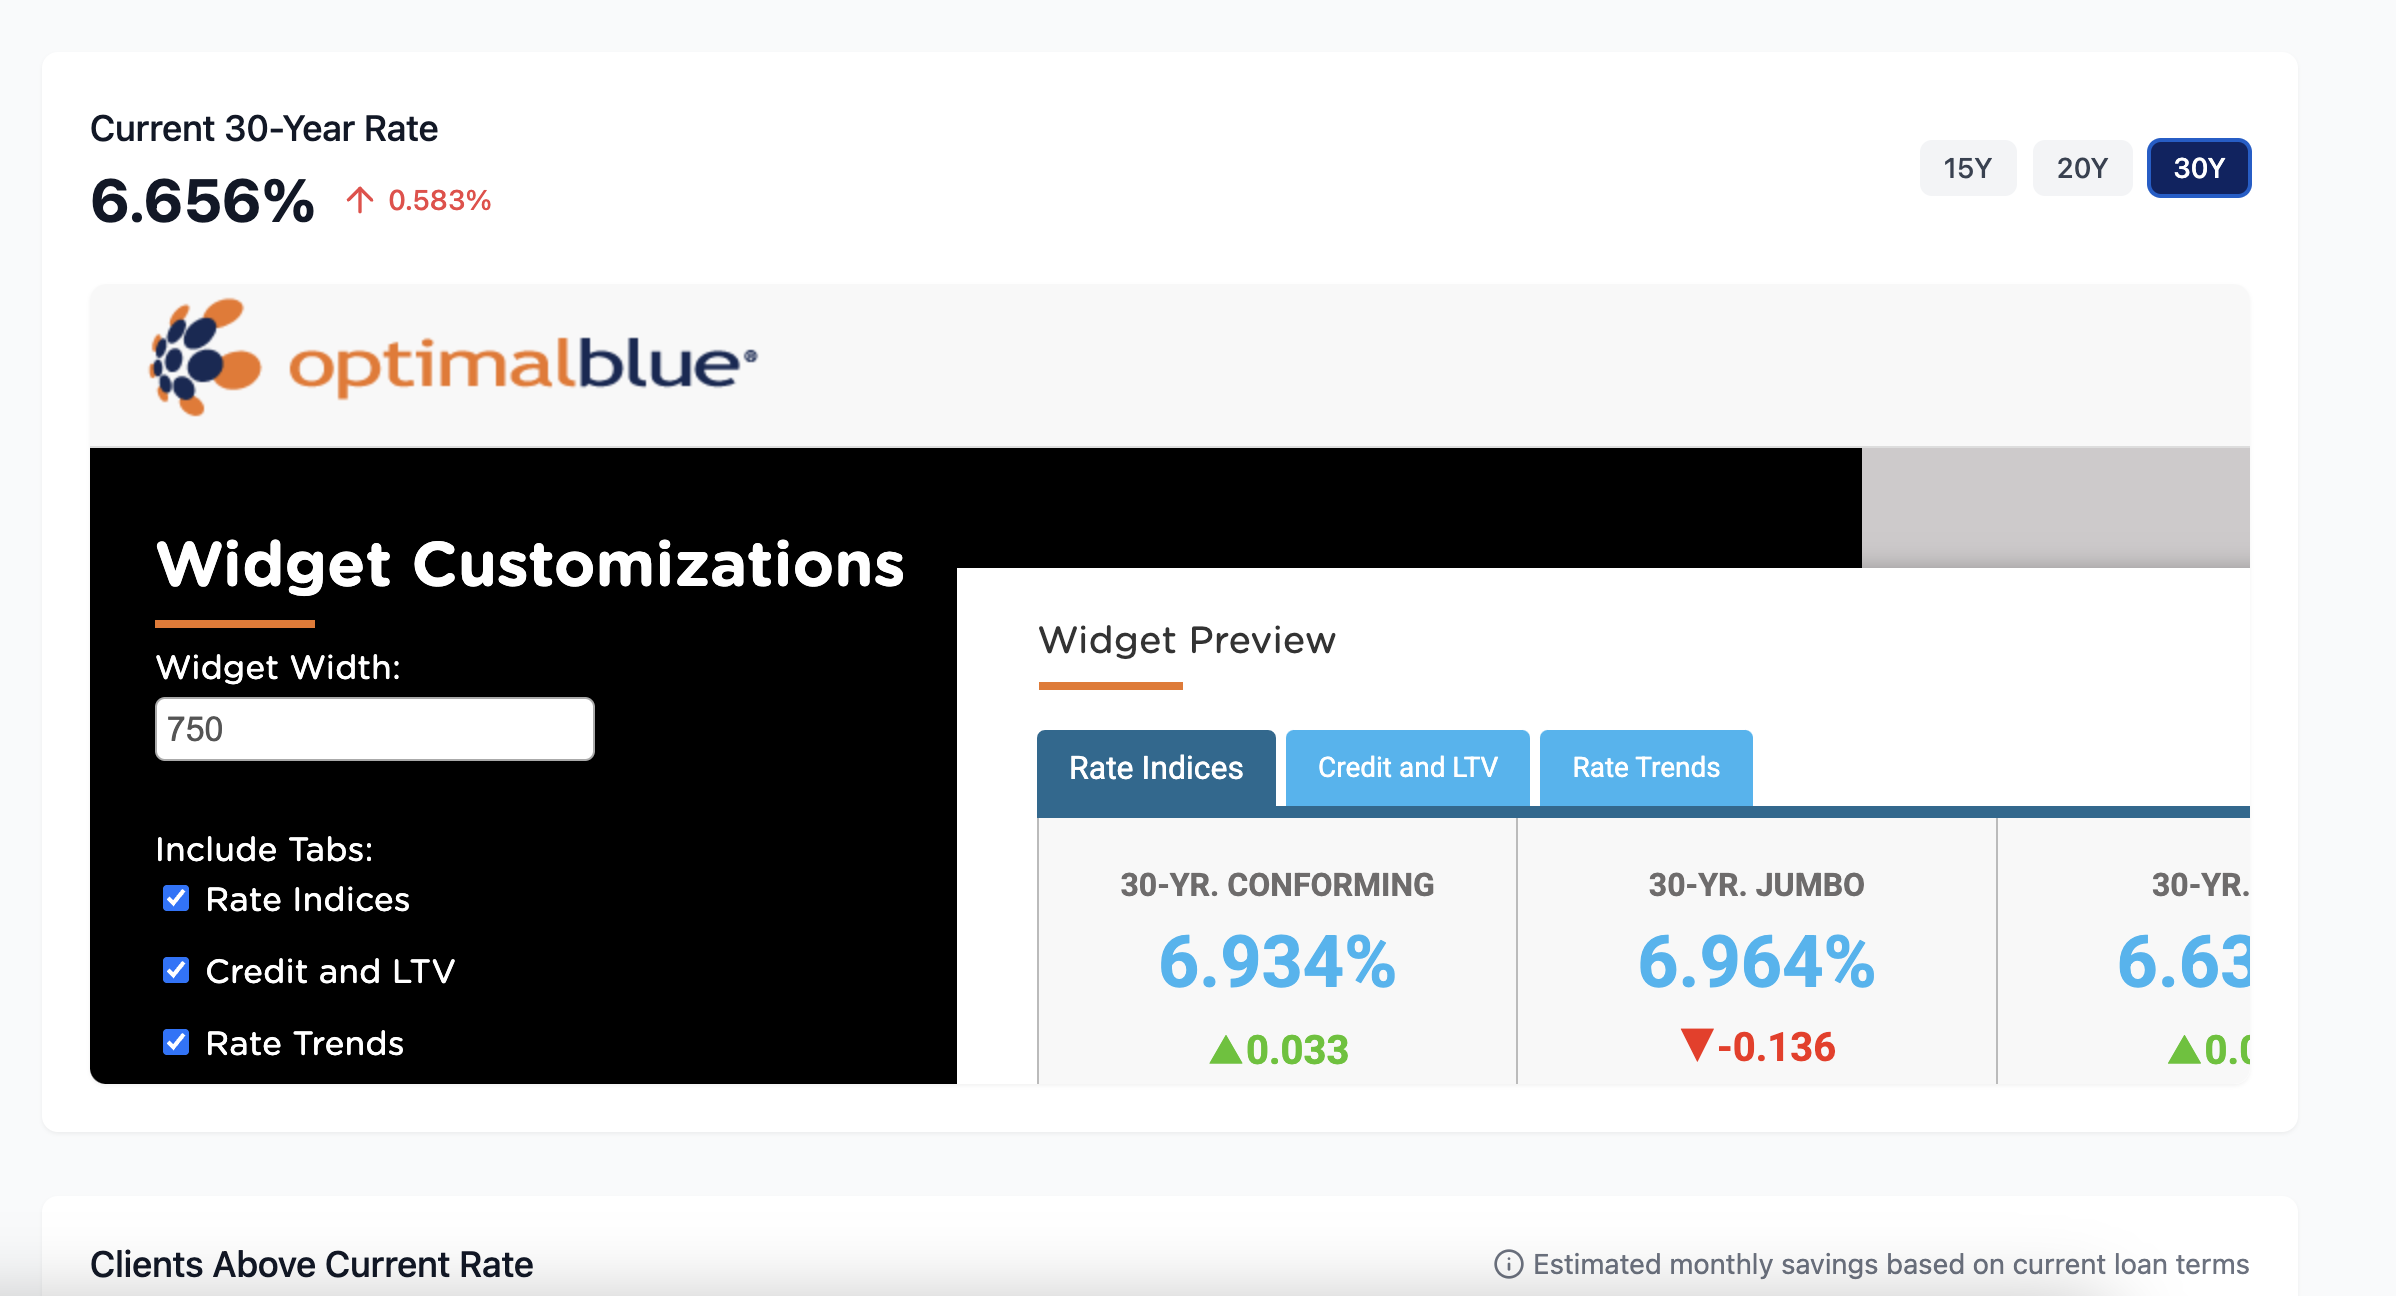 Current 30-Year Rate
6.656% ↑ 0.583%
15Y 20Y 30Y
optimalblue®
Widget Customizations
Widget Width:
750
Include Tabs:
Rate Indices
Credit and LTV
Rate Trends
Widget Preview
Rate Indices Credit and LTV Rate Trends
30-YR. CONFORMING
6.934%
▲0.033
30-YR. JUMBO
6.964%
▼-0.136
30-YR.
6.63
▲0.0
Clients Above Current Rate
Estimated monthly savings based on current loan terms